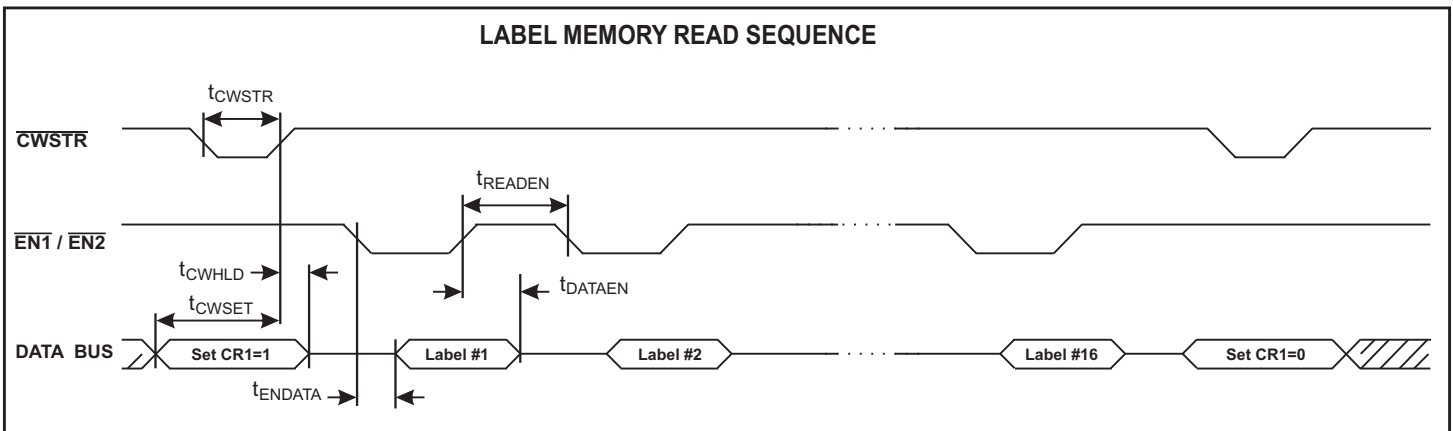 LABEL MEMORY READ SEQUENCE
tCWSTR
CWSTR
tREADEN
EN1 / EN2
tCWHLD
tDATAEN
tCWSET
DATA BUS
Set CR1=1
Label #1
Label #2
Label #16
Set CR1=0
tENDATA